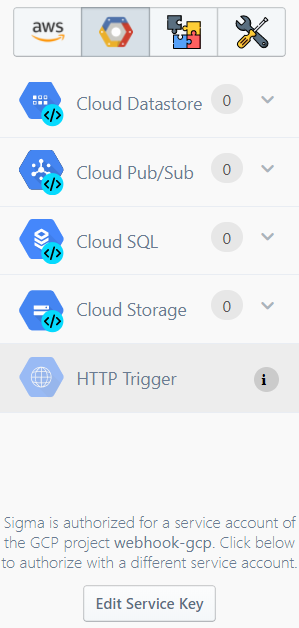 aws
Cloud Datastore 0
Cloud Pub/Sub 0
Cloud SQL 0
Cloud Storage 0
HTTP Trigger i
Sigma is authorized for a service account of
the GCP project webhook-gcp. Click below
to authorize with a different service account.
Edit Service Key